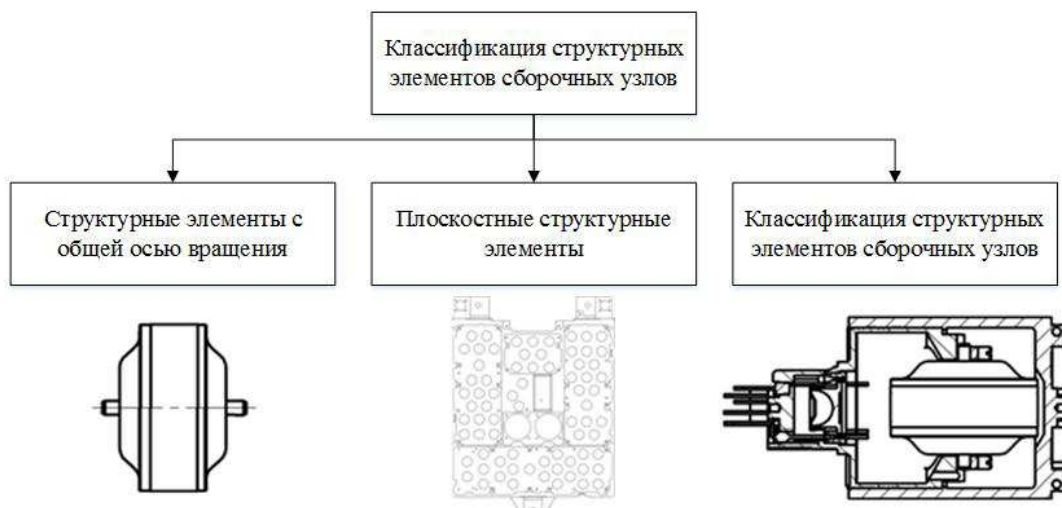 Классификация структурных
элементов сборочных узлов
Структурные элементы с
общей осью вращения
Плоскостные структурные
элементы
Классификация структурных
элементов сборочных узлов